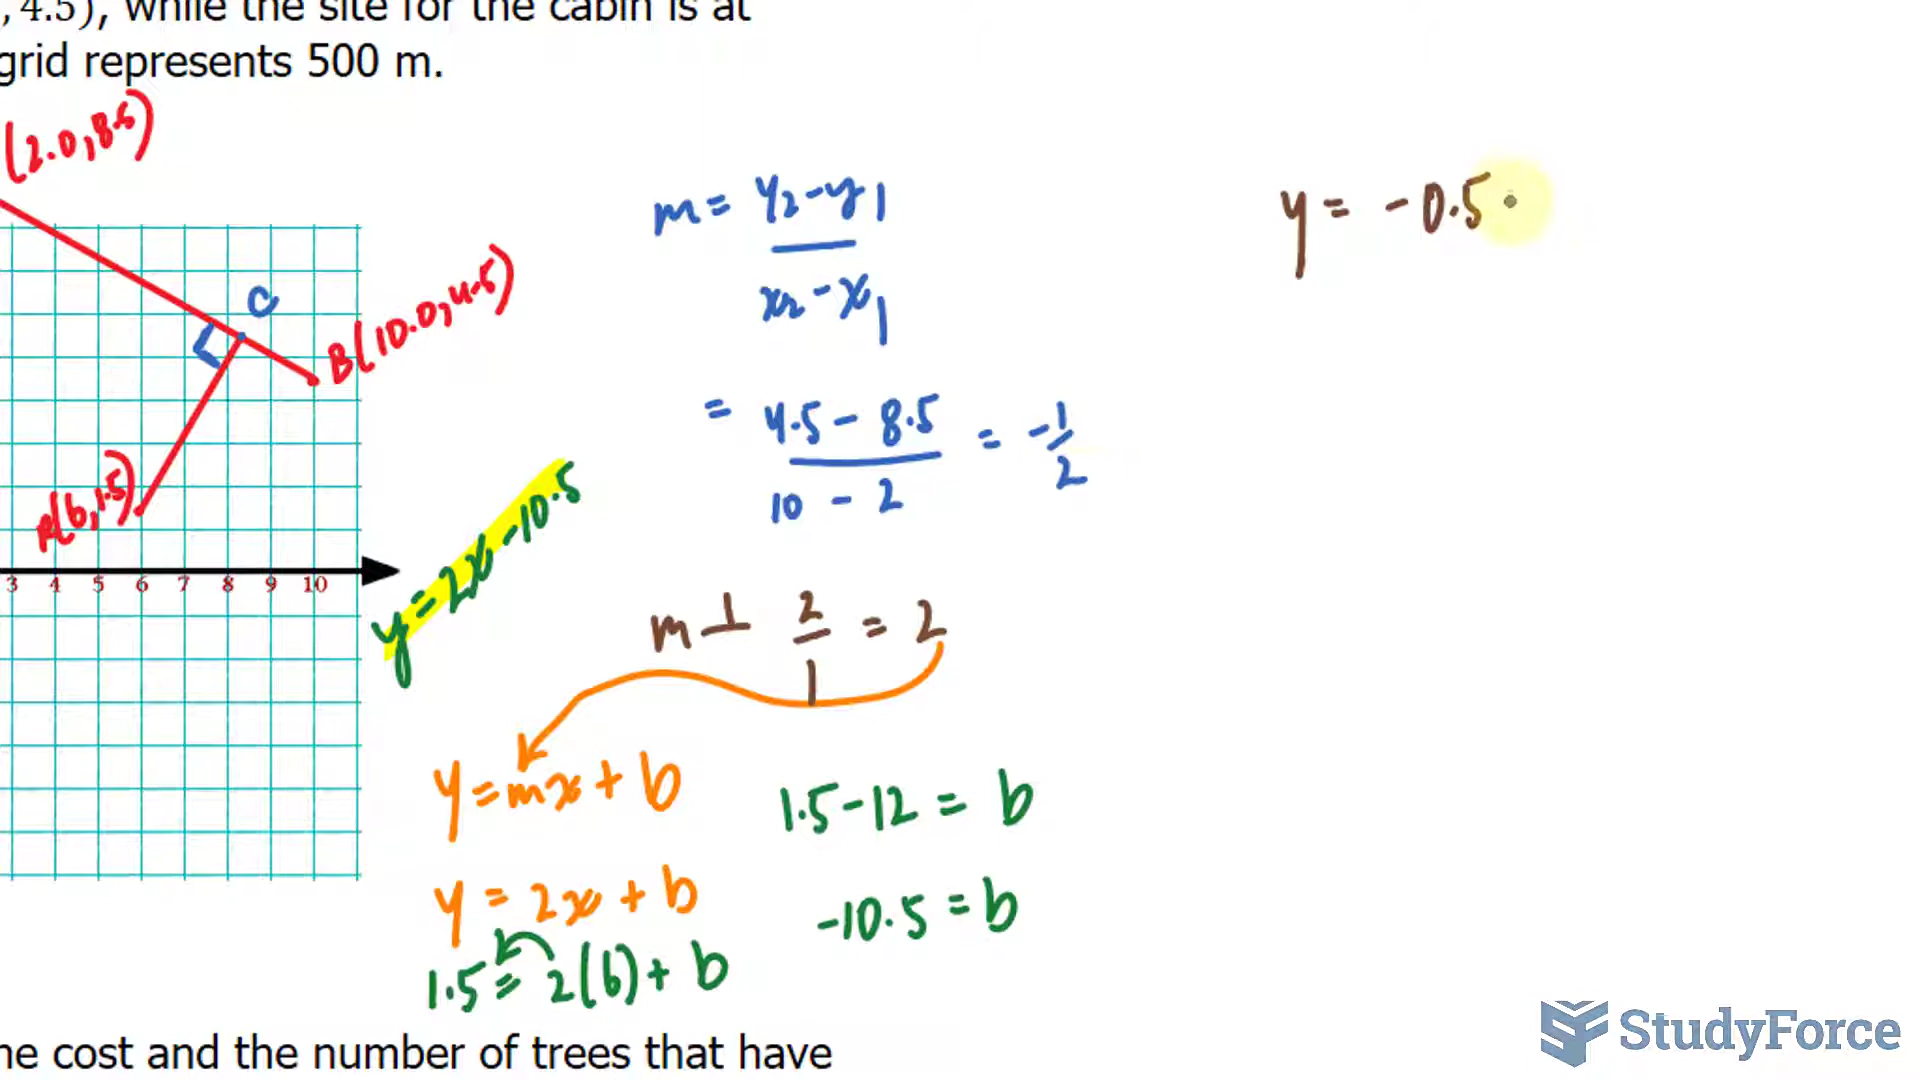 , 4.5), while the site for the cabin is at
grid represents 500 m.
(2.0,8.5)
C
B(10.0,4.5)
(6,1.5)
3 4 5 6 7 8 9 10
y = 2x - 10.5
m = y2 - y1
x2 - x1
= 4.5 - 8.5 = -1/2
10 - 2
m⊥ 2/1 = 2
y = mx + b
y = 2x + b
1.5 = 2(6) + b
1.5 - 12 = b
-10.5 = b
y = -0.5
he cost and the number of trees that have
StudyForce